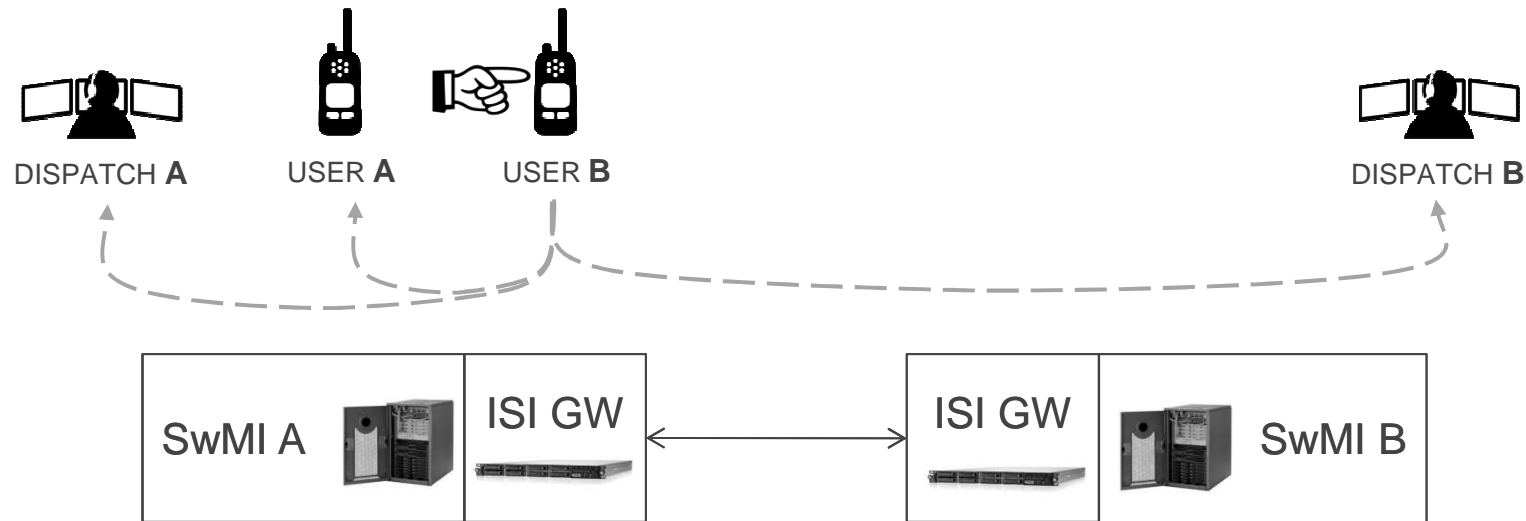 DISPATCH A
USER A
USER B
DISPATCH B
SwMI A
ISI GW
ISI GW
SwMI B